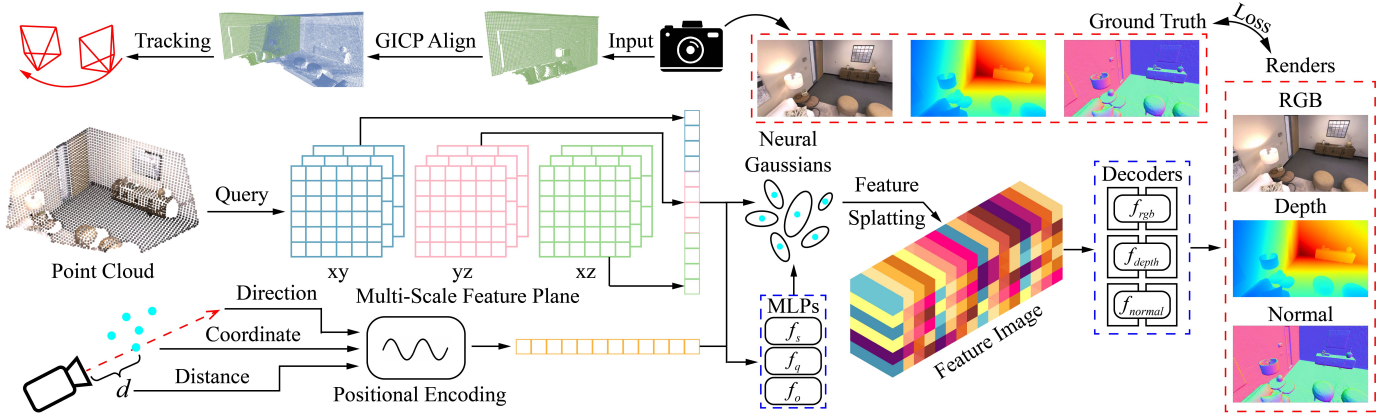 Tracking
GICP Align
Input
Ground Truth
Loss
Renders
RGB
Depth
Normal
Point Cloud
Query
xy
yz
xz
Multi-Scale Feature Plane
Neural
Gaussians
Feature
Splatting
Feature Image
Decoders
f_rgb
f_depth
f_normal
MLPs
f_s
f_q
f_o
Direction
Coordinate
Distance
d
Positional Encoding